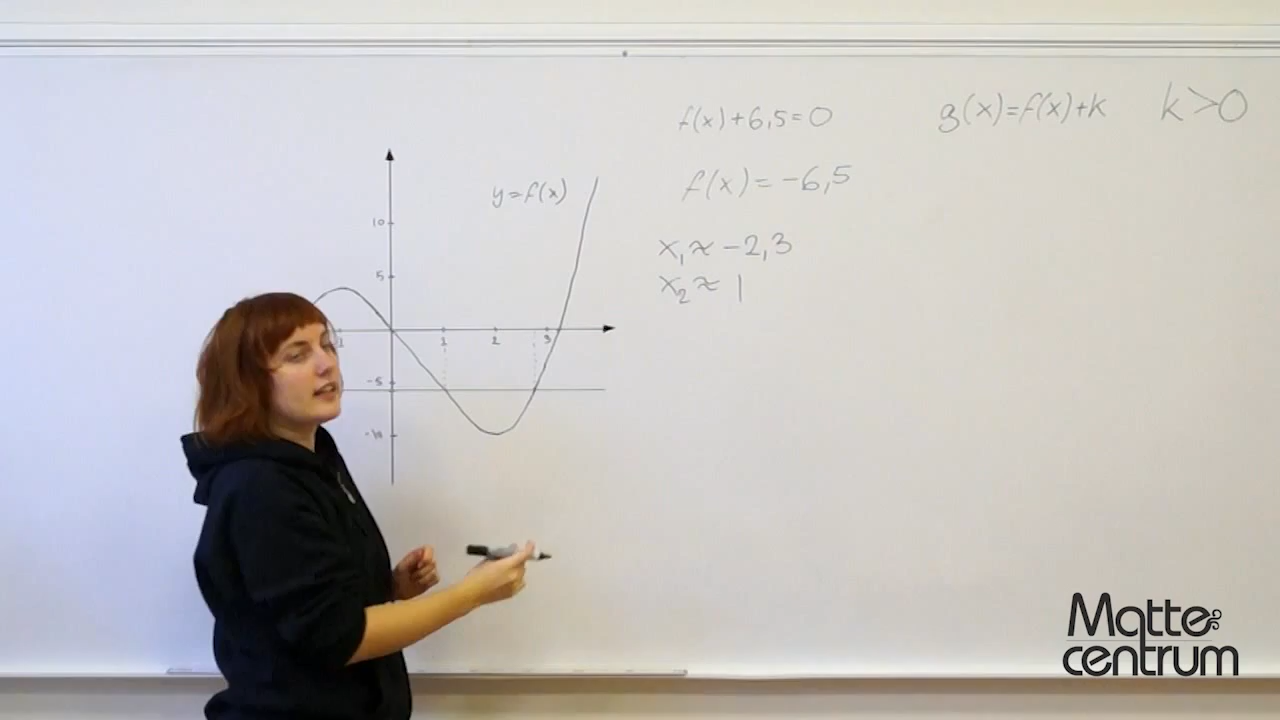 f(x)+6,5=0
g(x)=f(x)+k k>0
f(x)=-6,5
y=f(x)
x₁≈-2,3
x₂≈1
10
5
-1 1 2 3
-5
-10
Matte
centrum